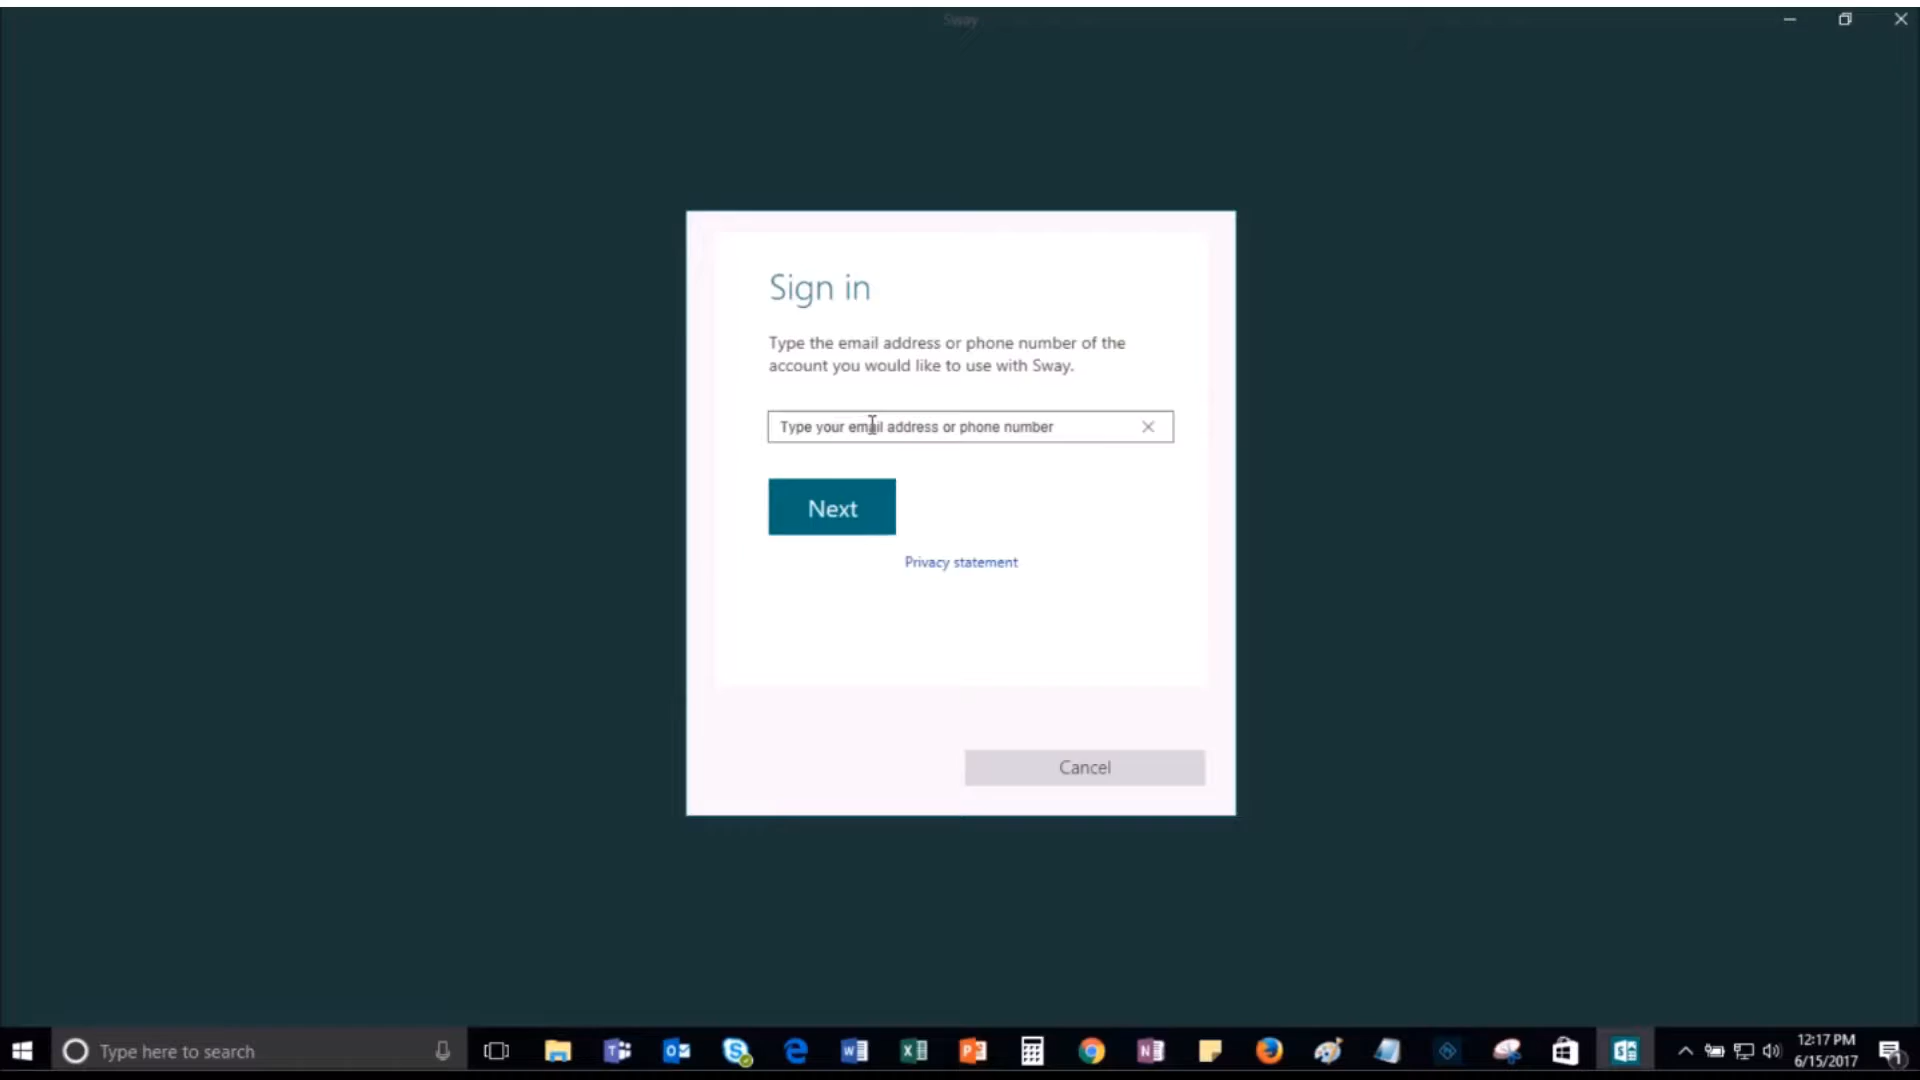 Sway
Sign in
Type the email address or phone number of the
account you would like to use with Sway.
Type your email address or phone number
Next
Privacy statement
Cancel
Type here to search
12:17 PM
6/15/2017